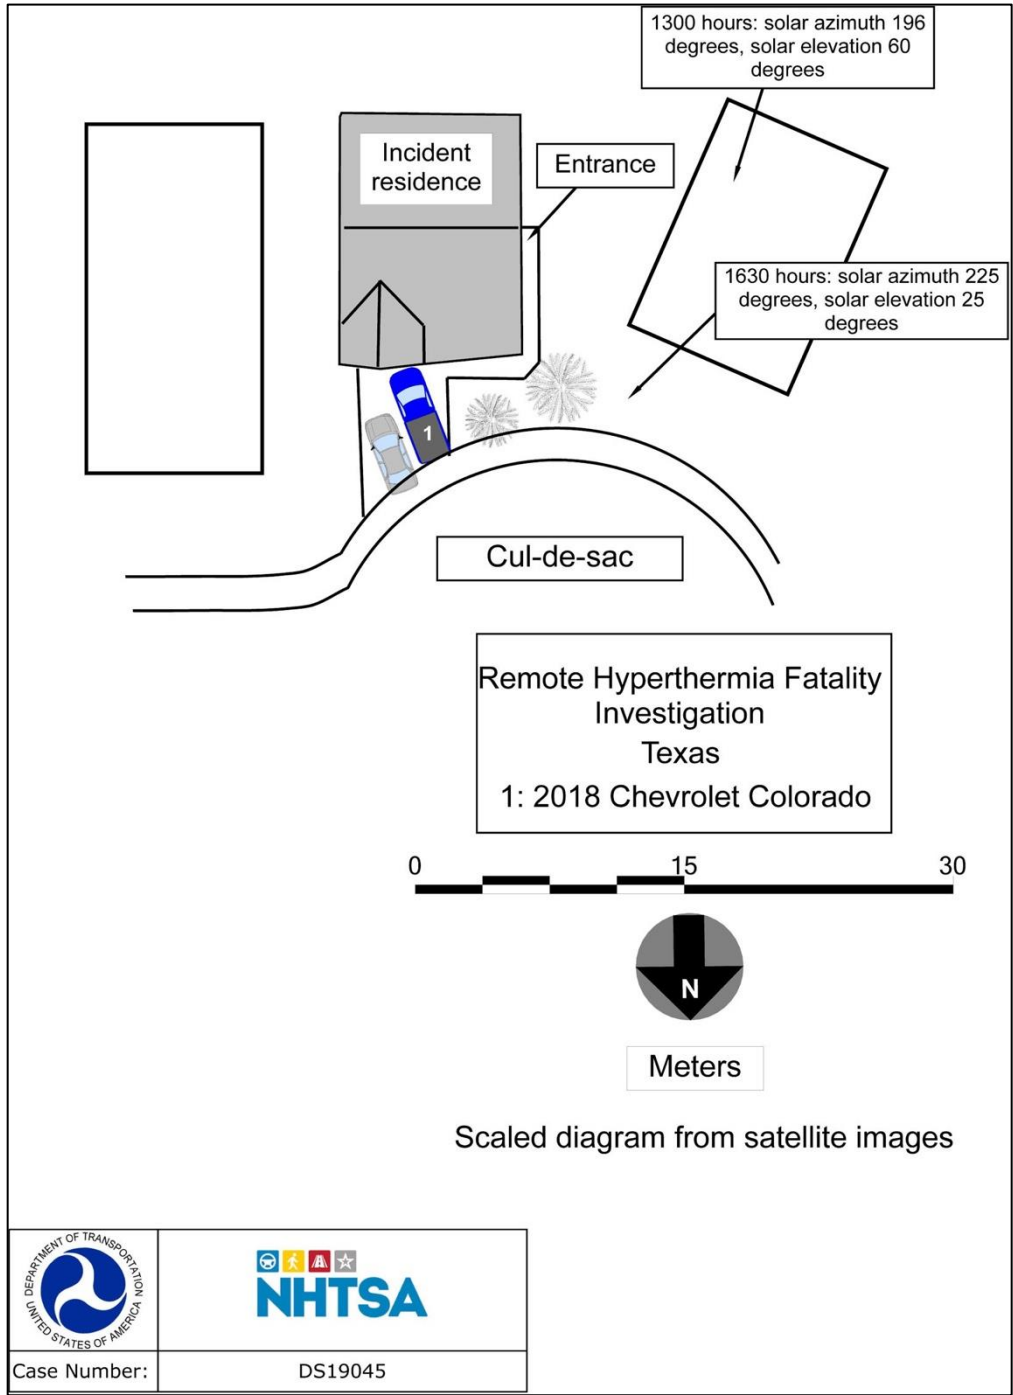 1300 hours: solar azimuth 196
degrees, solar elevation 60
degrees
Incident
residence
Entrance
1630 hours: solar azimuth 225
degrees, solar elevation 25
degrees
1
Cul-de-sac
Remote Hyperthermia Fatality
Investigation
Texas
1: 2018 Chevrolet Colorado
0 15 30
N
Meters
Scaled diagram from satellite images
DEPARTMENT OF TRANSPORTATION
UNITED STATES OF AMERICA
NHTSA
Case Number: DS19045